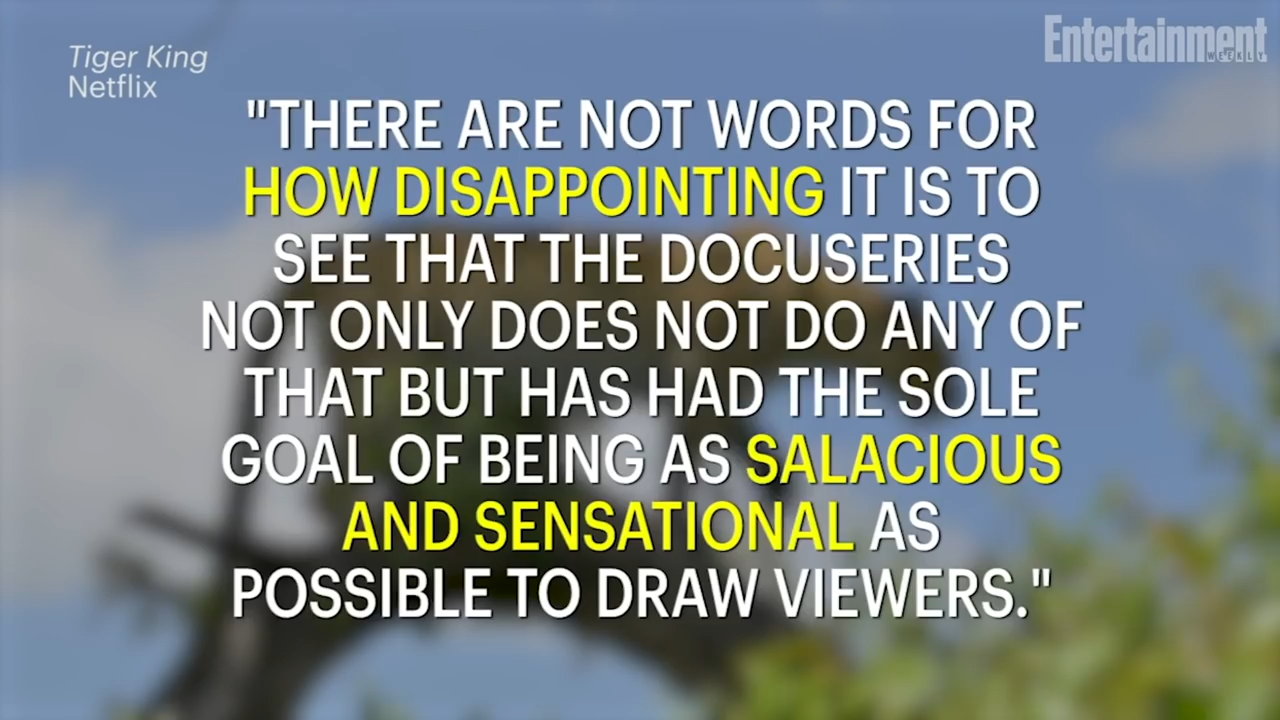 Tiger King
Netflix
Entertainment
WEEKLY
"THERE ARE NOT WORDS FOR
HOW DISAPPOINTING IT IS TO
SEE THAT THE DOCUSERIES
NOT ONLY DOES NOT DO ANY OF
THAT BUT HAS HAD THE SOLE
GOAL OF BEING AS SALACIOUS
AND SENSATIONAL AS
POSSIBLE TO DRAW VIEWERS."